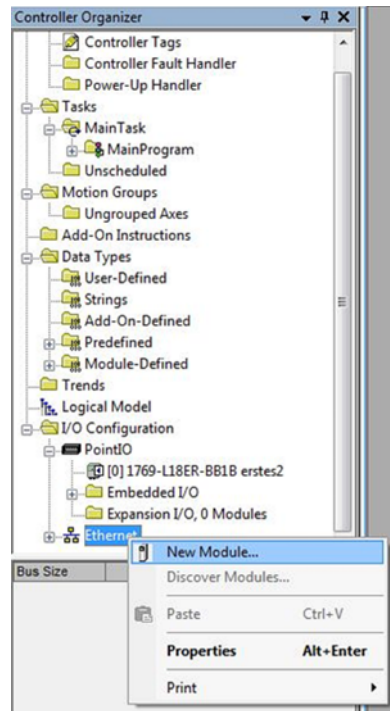 Controller Organizer
Controller Tags
Controller Fault Handler
Power-Up Handler
Tasks
MainTask
MainProgram
Unscheduled
Motion Groups
Ungrouped Axes
Add-On Instructions
Data Types
User-Defined
Strings
Add-On-Defined
Predefined
Module-Defined
Trends
Logical Model
I/O Configuration
PointIO
[0] 1769-L18ER-BB1B erstes2
Embedded I/O
Expansion I/O, 0 Modules
Ethernet
New Module...
Bus Size
Discover Modules...
Paste Ctrl+V
Properties Alt+Enter
Print